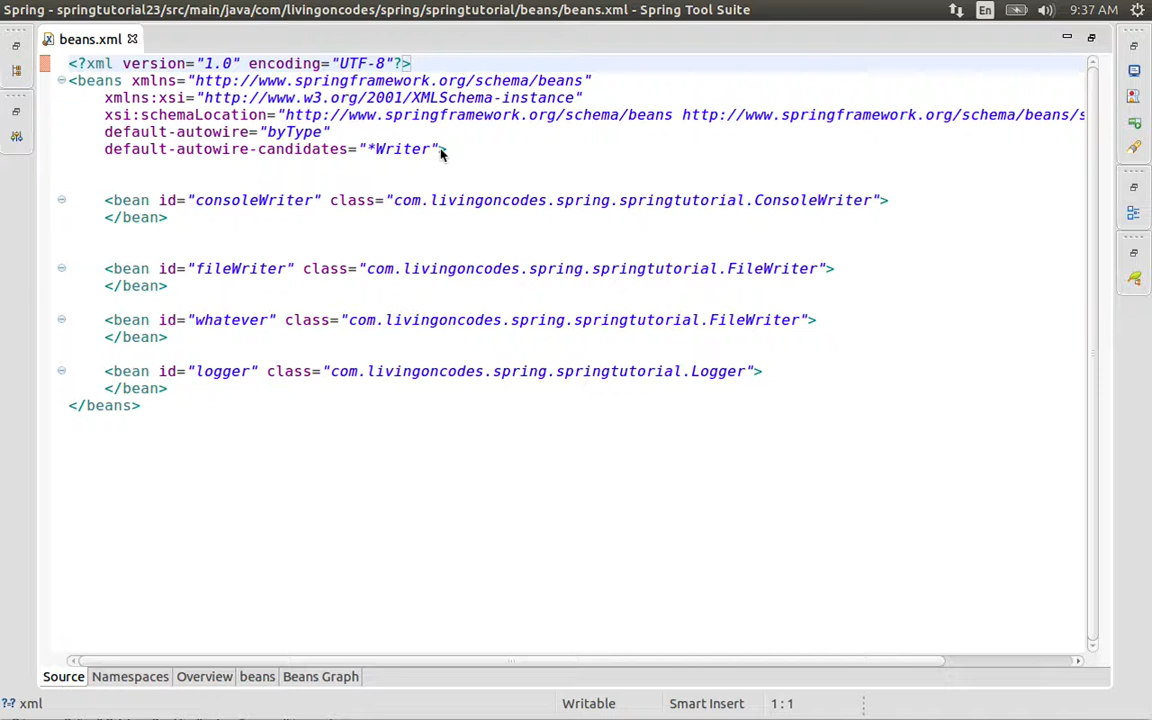 Spring - springtutorial23/src/main/java/com/livingoncodes/spring/springtutorial/beans/beans.xml - Spring Tool Suite
En
9:37 AM
beans.xml
<?xml version="1.0" encoding="UTF-8"?>
<beans xmlns="http://www.springframework.org/schema/beans"
xmlns:xsi="http://www.w3.org/2001/XMLSchema-instance"
xsi:schemaLocation="http://www.springframework.org/schema/beans http://www.springframework.org/schema/beans/s
default-autowire="byType"
default-autowire-candidates="*Writer">
<bean id="consoleWriter" class="com.livingoncodes.spring.springtutorial.ConsoleWriter">
</bean>
<bean id="fileWriter" class="com.livingoncodes.spring.springtutorial.FileWriter">
</bean>
<bean id="whatever" class="com.livingoncodes.spring.springtutorial.FileWriter">
</bean>
<bean id="logger" class="com.livingoncodes.spring.springtutorial.Logger">
</bean>
</beans>
Source Namespaces Overview beans Beans Graph
xml Writable Smart Insert 1 : 1